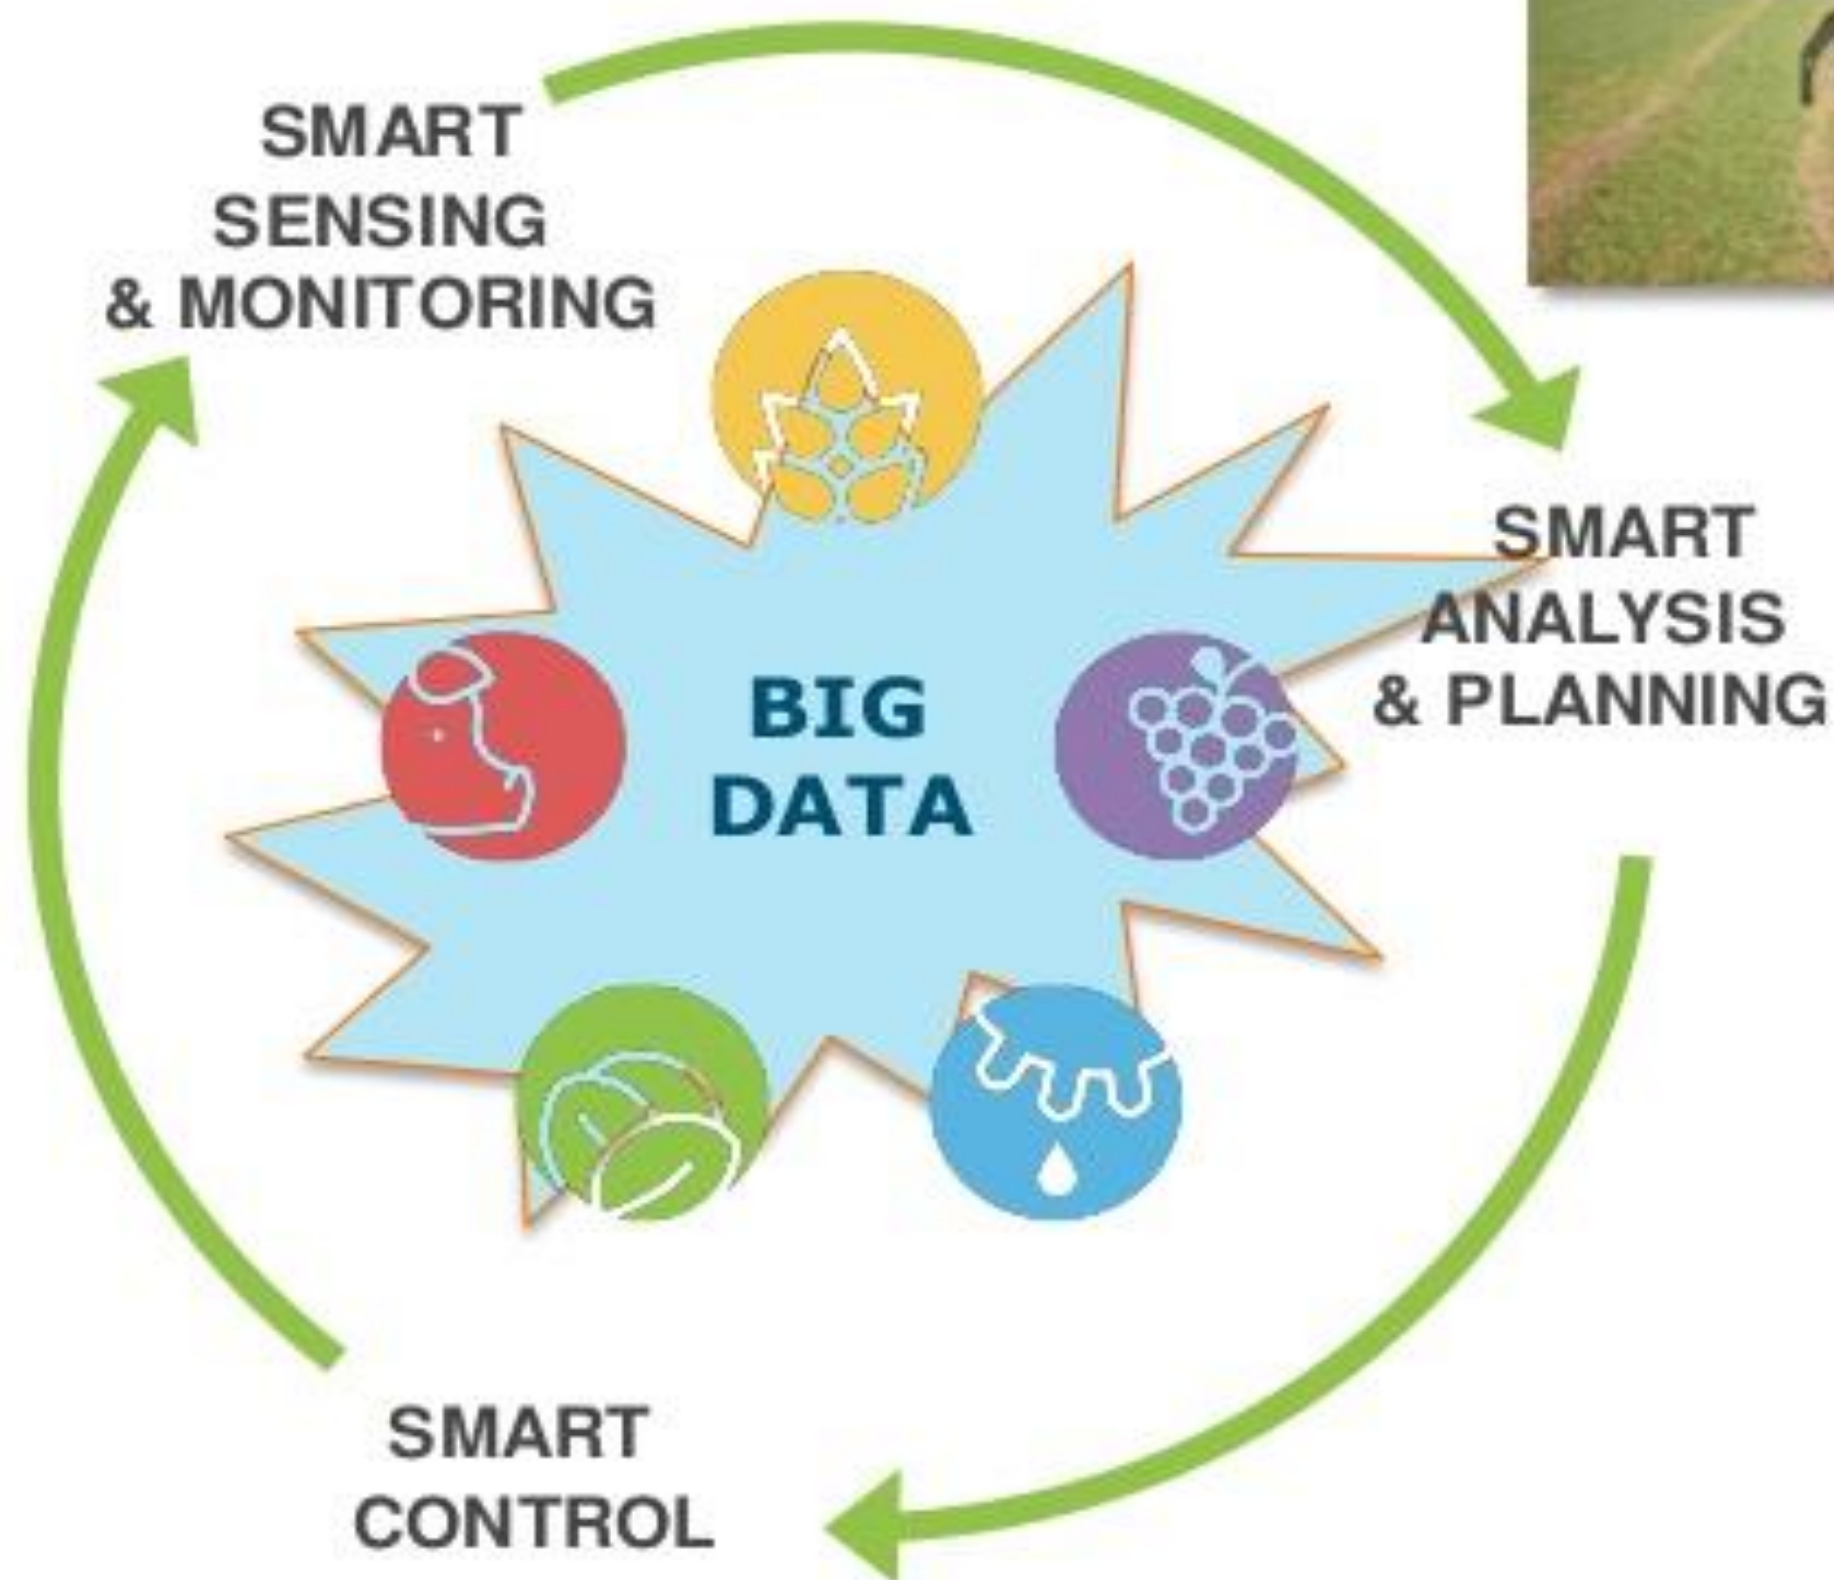 SMART
SENSING
& MONITORING
SMART
ANALYSIS
& PLANNING
BIG
DATA
SMART
CONTROL